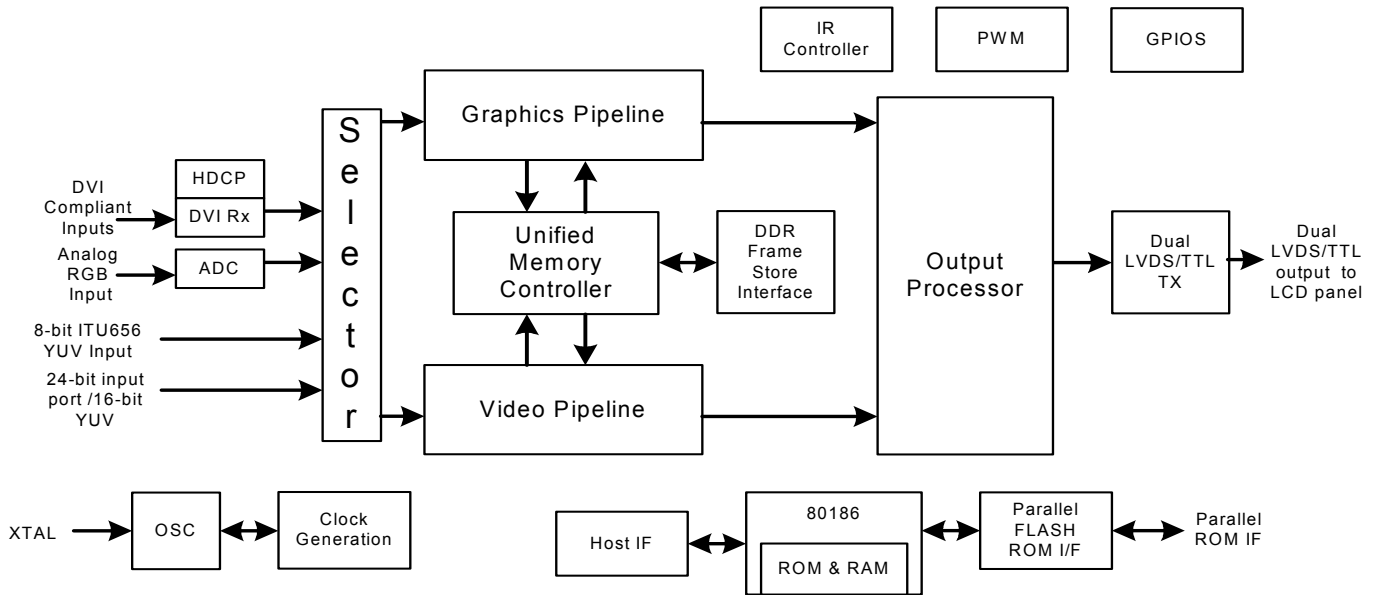 IR
Controller
PWM
GPIOS
Graphics Pipeline
S
e
l
e
c
t
o
r
HDCP
DVI Rx
DVI
Compliant
Inputs
Analog
RGB
Input
ADC
8-bit ITU656
YUV Input
24-bit input
port /16-bit
YUV
Unified
Memory
Controller
DDR
Frame
Store
Interface
Output
Processor
Dual
LVDS/TTL
TX
Dual
LVDS/TTL
output to
LCD panel
Video Pipeline
XTAL
OSC
Clock
Generation
Host IF
80186
ROM & RAM
Parallel
FLASH
ROM I/F
Parallel
ROM IF